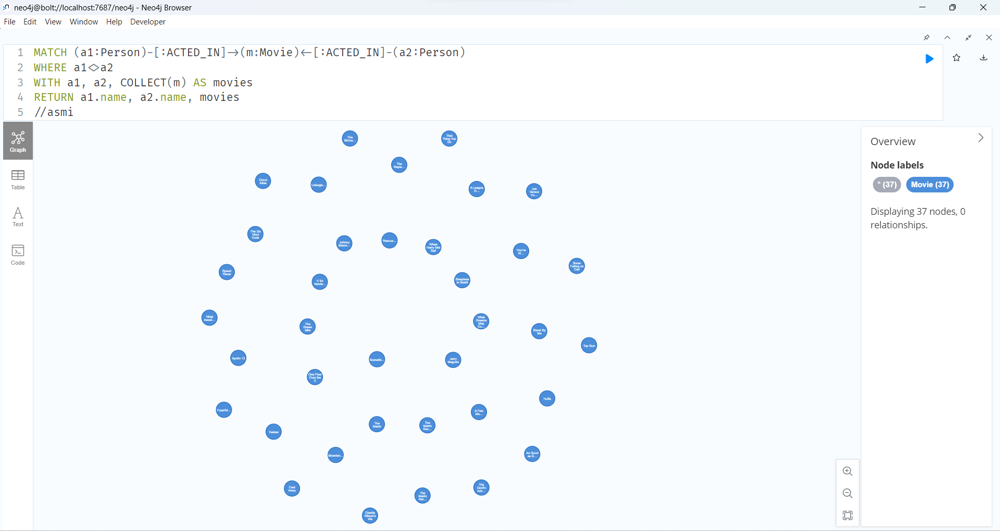 neo4j@bolt://localhost:7687/neo4j - Neo4j Browser
File Edit View Window Help Developer
1 MATCH (a1:Person)-[:ACTED_IN]->(m:Movie)<-[:ACTED_IN]-(a2:Person)
2 WHERE a1<>a2
3 WITH a1, a2, COLLECT(m) AS movies
4 RETURN a1.name, a2.name, movies
5 //asmi
Graph
Table
Text
Code
The
Birdca...
That
Thing You
Do
The
Repla...
Cloud
Atlas
Unforgiv...
A League
O...
Joe
Versus
Vo...
The Da
Vinci
Code
Johnny
Mnem...
Rescue...
When
Harry Met
Sall
You've
M...
Snow
Falling on
Ced
Speed
Racer
V for
Vende...
Sleepless
in Seattl
Ninja
Assas...
The
Green
Mile
What
Dreams
May
Co...
Stand By
Me
Top Gun
Apollo 13
Somethi...
Jerry
Maguire
One Flew
Over the
C
Hoffa
Frost/Ni...
A Few
Me...
Twister
The
Matrix
The
Matrix
Rev...
Bicenten...
As Good
as G...
Cast
Away
The
Matrix
Rel...
The
Devil's
Adv...
Charlie
Wilson's
Wa
Overview
Node labels
* (37) Movie (37)
Displaying 37 nodes, 0
relationships.